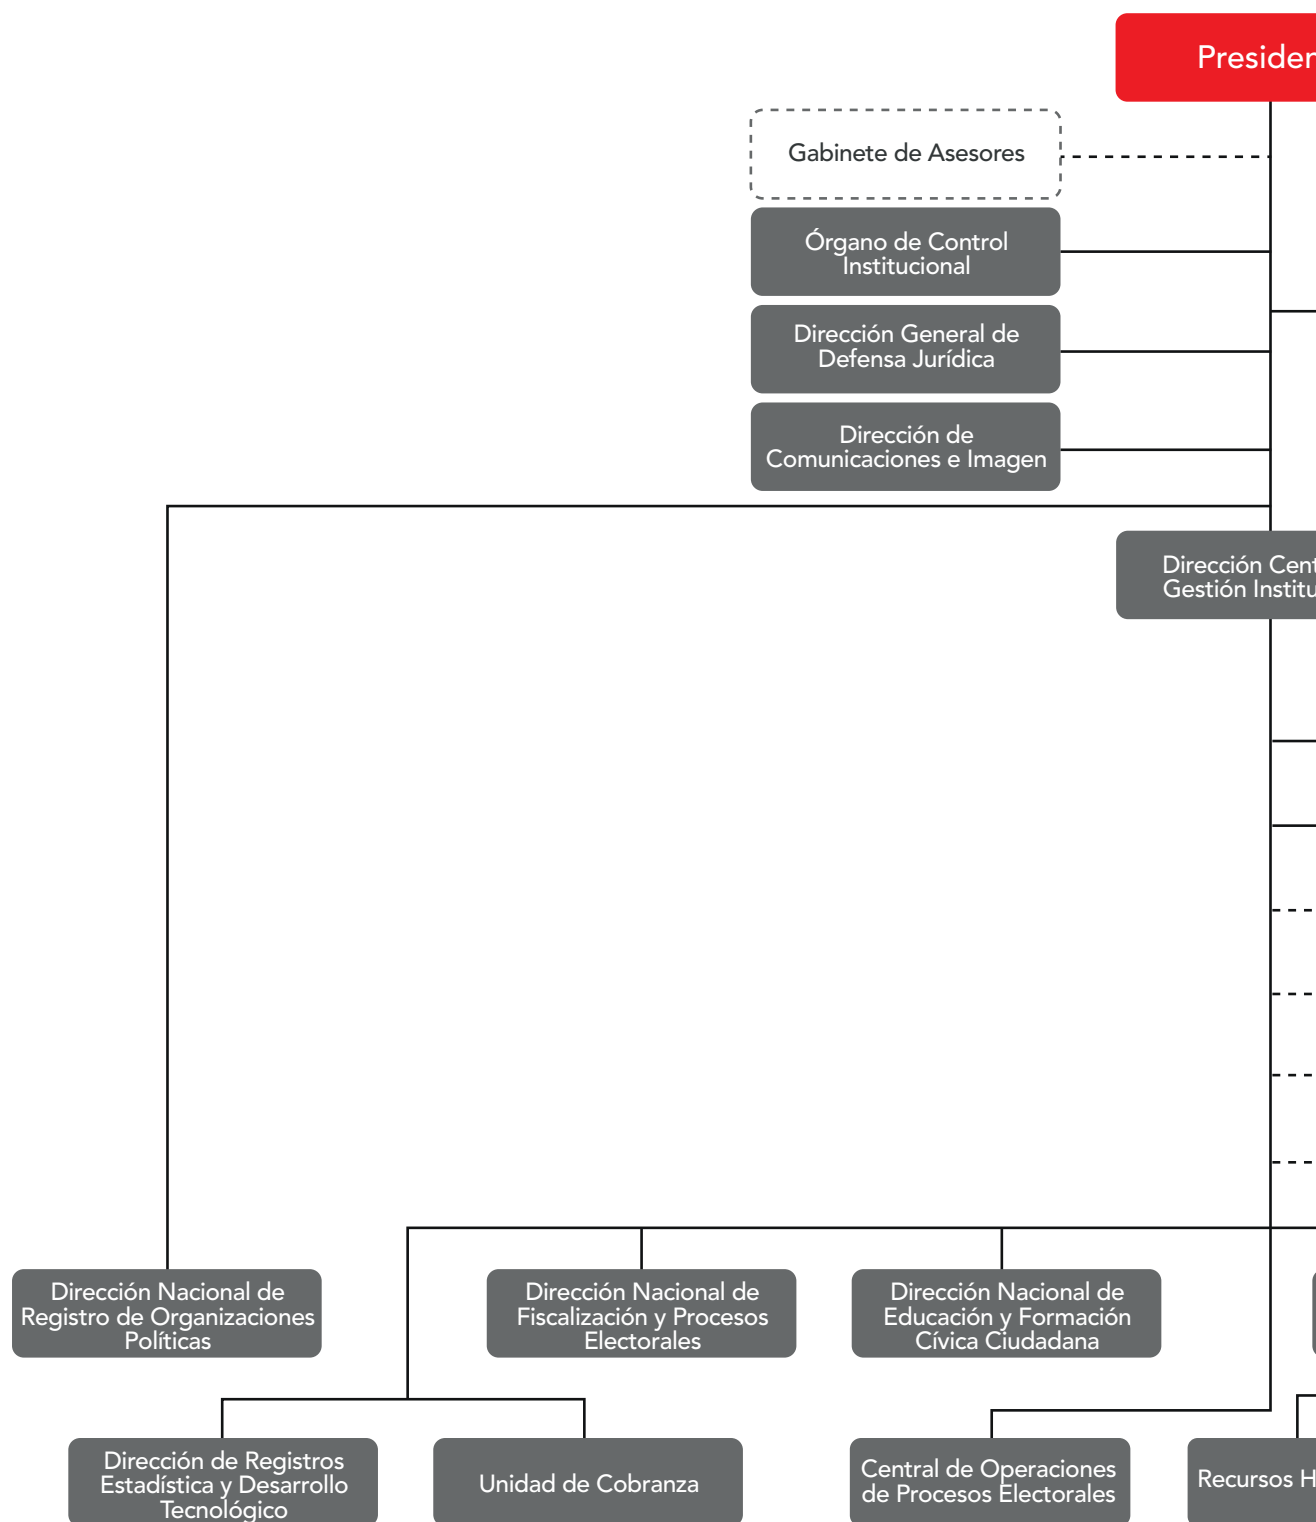 Presiden
Gabinete de Asesores
Órgano de Control
Institucional
Dirección General de
Defensa Jurídica
Dirección de
Comunicaciones e Imagen
Dirección Cent
Gestión Institu
Dirección Nacional de
Registro de Organizaciones
Políticas
Dirección Nacional de
Fiscalización y Procesos
Electorales
Dirección Nacional de
Educación y Formación
Cívica Ciudadana
Dirección de Registros
Estadística y Desarrollo
Tecnológico
Unidad de Cobranza
Central de Operaciones
de Procesos Electorales
Recursos H